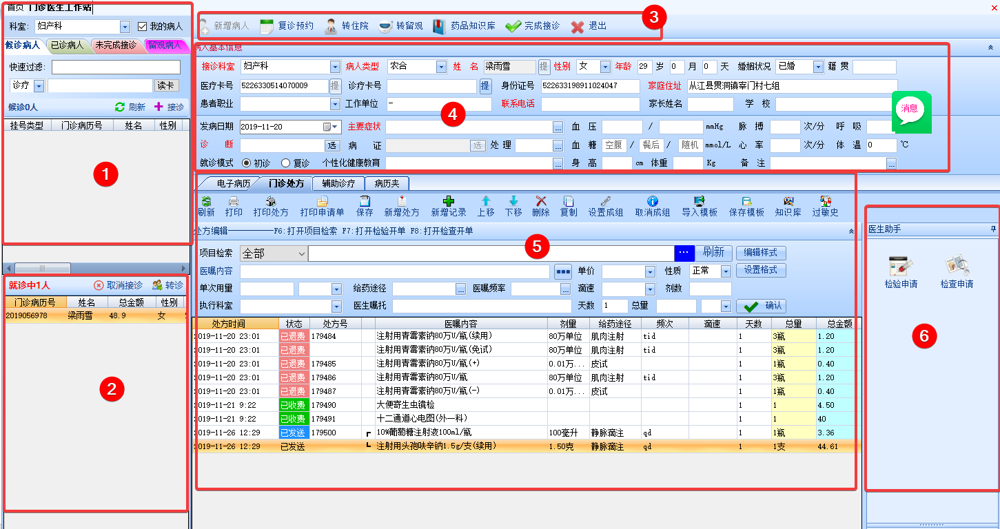 首页 门诊医生工作站
科室: 妇产科 我的病人
候诊病人 已诊病人 未完成接诊 留观病人
快速过滤:
诊疗 读卡
候诊0人 刷新 接诊
挂号类型 门诊病历号 姓名 性别
1
就诊中1人 取消接诊 转诊
门诊病历号 姓名 总金额 性别
2019056978 梁雨雪 48.9 女
2
新增病人 复诊预约 转住院 转留观 药品知识库 完成接诊 退出
3
病人基本信息
接诊科室 妇产科 病人类型 农合 姓 名 梁雨雪 提 性别 女 年龄 29 岁 0 月 0 天 婚姻状况 已婚 籍 贯
医疗卡号 5226330514070009 提 诊疗卡号 提 身份证号 522633198911024047 家庭住址 从江县贯洞镇宰门村七组
患者职业 工作单位 - 联系电话 家长姓名 学 校
消息
4
发病日期 2019-11-20 主要症状 ... 血 压 / mmHg 脉 搏 次/分 呼 吸
诊 断 选 病 证 选 处 理 ... 血 糖 空腹 / 餐后 / 随机 mmol/L 心 率 次/分 体 温 0 ℃
就诊模式 初诊 复诊 个性化健康教育 ... 身 高 cm 体重 Kg 备 注 ...
电子病历 门诊处方 辅助诊疗 病历夹
刷新 打印 打印处方 打印申请单 保存 新增处方 新增记录 上移 下移 删除 复制 设置成组 取消成组 导入模板 保存模板 知识库 过敏史
处方编辑————————F6:打开项目检索 F7:打开检验开单 F8:打开检查开单
5
项目检索 全部 ... 刷新 编辑样式
医嘱内容 ... 单价 性质 正常 设置格式
单次用量 给药途径 ... 医嘱频率 ... 滴速 剂数
执行科室 医生嘱托 天数 1 总量 确认
处方时间 状态 处方号 医嘱内容 剂量 给药途径 频次 滴速 天数 总量 总金额
2019-11-20 23:01 已退费 179484 注射用青霉素钠80万U/瓶(续用) 80万单位 肌肉注射 tid 1 3瓶 1.20
2019-11-20 23:01 已退费 注射用青霉素钠80万U/瓶(免试) 80万单位 肌肉注射 tid 1 3瓶 1.20
2019-11-20 23:01 已退费 179485 注射用青霉素钠80万U/瓶(+) 0.01万... 皮试 1 1瓶 0.40
2019-11-20 23:01 已退费 179486 注射用青霉素钠80万U/瓶 80万单位 肌肉注射 tid 1 3瓶 1.20
2019-11-20 23:01 已退费 179487 注射用青霉素钠80万U/瓶(-) 0.01万... 皮试 1 1瓶 0.40
2019-11-21 9:22 已收费 179490 大便寄生虫镜检 1 1 4.50
2019-11-21 9:22 已收费 179491 十二通道心电图(外一科) 1 1 40
2019-11-26 12:29 已发送 179500 ┏ 10%葡萄糖注射液100ml/瓶 100毫升 静脉滴注 qd 1 1瓶 3.36
2019-11-26 12:29 已发送 ┗ 注射用头孢呋辛钠1.5g/支(续用) 1.50克 静脉滴注 qd 1 1支 44.61
医生助手
检验申请 检查申请
6